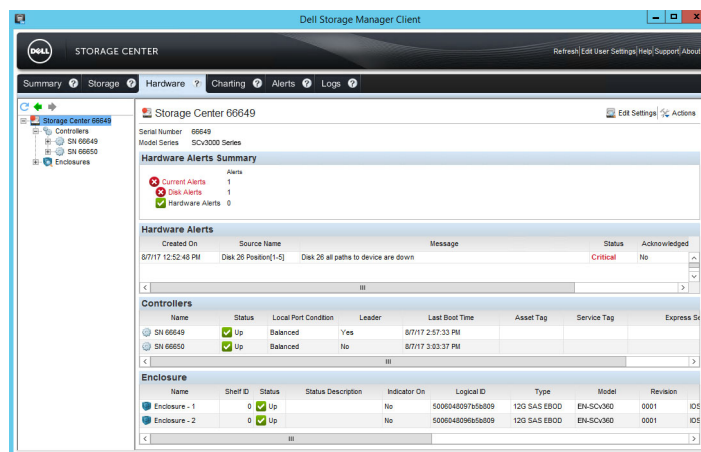 Dell Storage Manager Client
DELL STORAGE CENTER Refresh| Edit User Settings| Help| Support| About
Summary ? Storage ? Hardware ? Charting ? Alerts ? Logs ?
Storage Center 66649
Controllers
SN 66649
SN 66650
Enclosures
Storage Center 66649 Edit Settings| Actions
Serial Number 66649
Model Series SCv3000 Series
Hardware Alerts Summary
Alerts
Current Alerts 1
Disk Alerts 1
Hardware Alerts 0
Hardware Alerts
Created On Source Name Message Status Acknowledged
8/7/17 12:52:48 PM Disk 26 Position[1-5] Disk 26 all paths to device are down Critical No
Controllers
Name Status Local Port Condition Leader Last Boot Time Asset Tag Service Tag Express Se
SN 66649 Up Balanced Yes 8/7/17 2:57:33 PM
SN 66650 Up Balanced No 8/7/17 3:03:37 PM
Enclosure
Name Shelf ID Status Status Description Indicator On Logical ID Type Model Revision
Enclosure - 1 0 Up No 5006048097b5b809 12G SAS EBOD EN-SCv360 0001 IOS
Enclosure - 2 0 Up No 5006048096b5b809 12G SAS EBOD EN-SCv360 0001 IOS